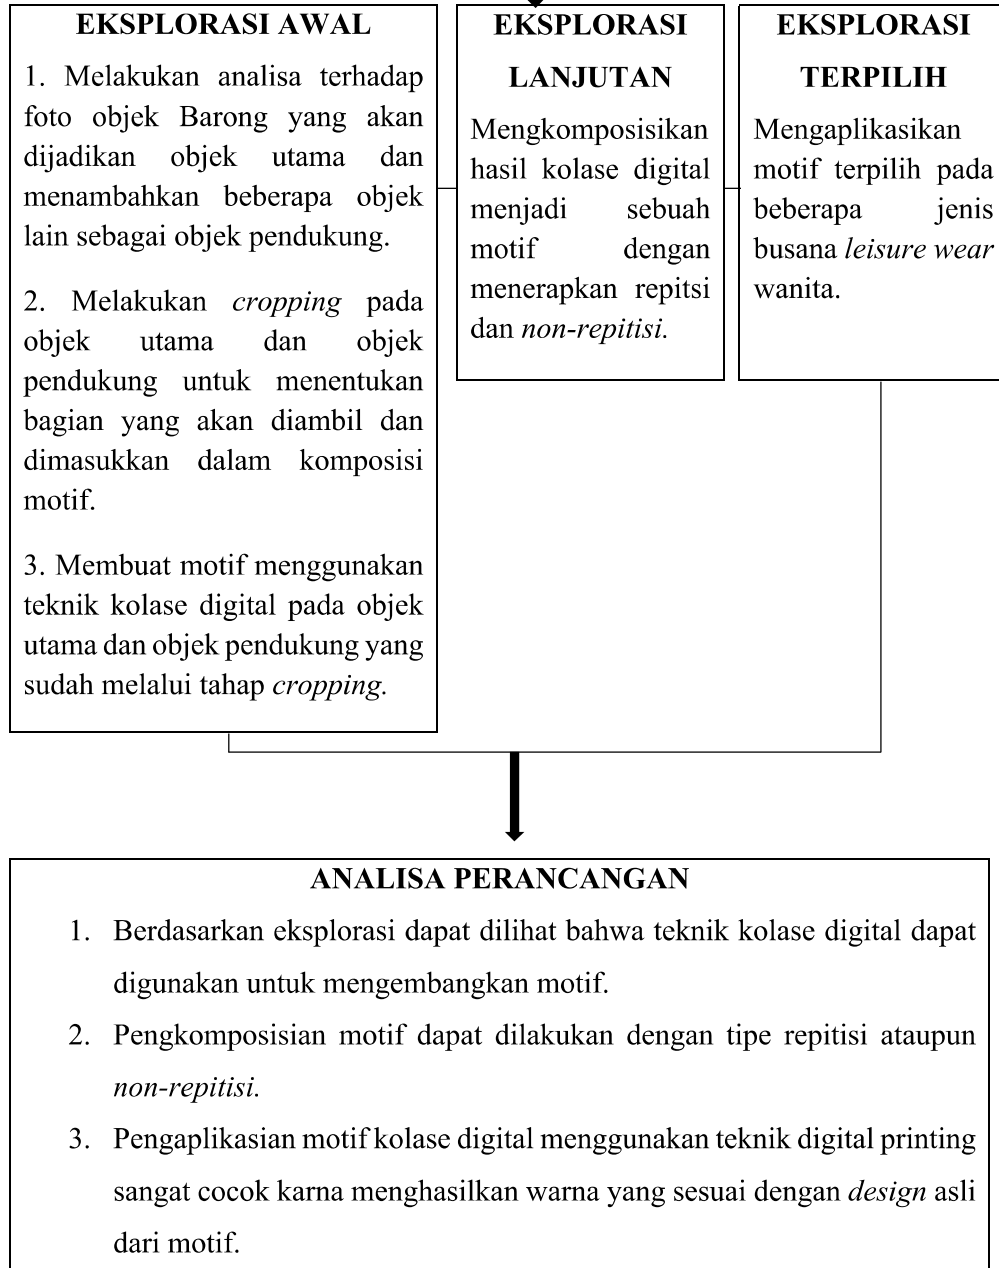 EKSPLORASI AWAL
1. Melakukan analisa terhadap
foto objek Barong yang akan
dijadikan objek utama dan
menambahkan beberapa objek
lain sebagai objek pendukung.
2. Melakukan cropping pada
objek utama dan objek
pendukung untuk menentukan
bagian yang akan diambil dan
dimasukkan dalam komposisi
motif.
3. Membuat motif menggunakan
teknik kolase digital pada objek
utama dan objek pendukung yang
sudah melalui tahap cropping.
EKSPLORASI
LANJUTAN
Mengkomposisikan
hasil kolase digital
menjadi sebuah
motif dengan
menerapkan repitsi
dan non-repitisi.
EKSPLORASI
TERPILIH
Mengaplikasikan
motif terpilih pada
beberapa jenis
busana leisure wear
wanita.
ANALISA PERANCANGAN
1. Berdasarkan eksplorasi dapat dilihat bahwa teknik kolase digital dapat
digunakan untuk mengembangkan motif.
2. Pengkomposisian motif dapat dilakukan dengan tipe repitisi ataupun
non-repitisi.
3. Pengaplikasian motif kolase digital menggunakan teknik digital printing
sangat cocok karna menghasilkan warna yang sesuai dengan design asli
dari motif.